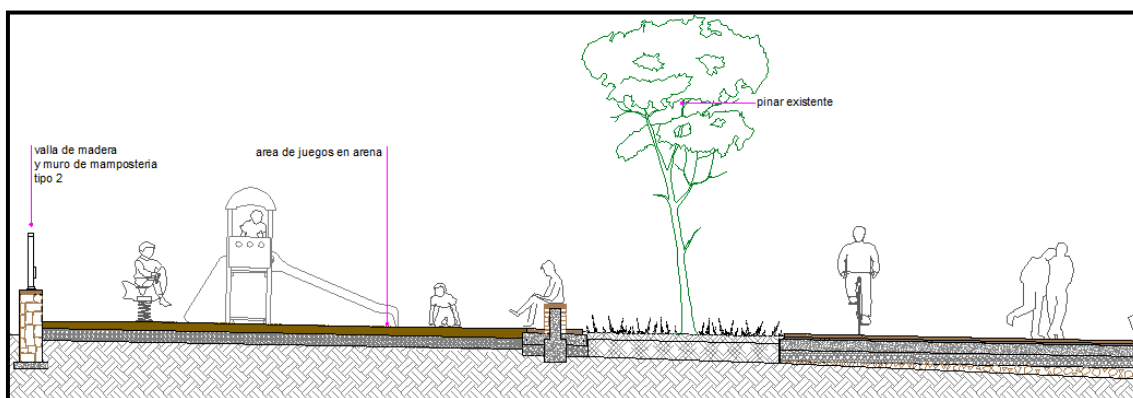 valla de madera
y muro de mamposteria
tipo 2
area de juegos en arena
pinar existente